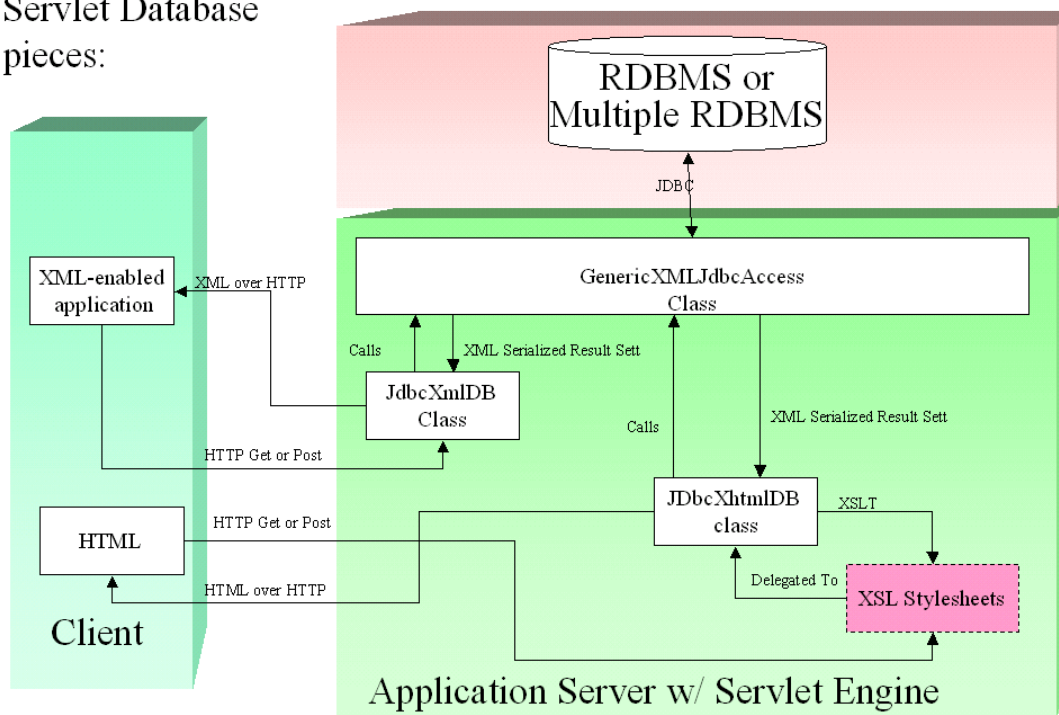 Servlet Database
pieces:
RDBMS or
Multiple RDBMS
JDBC
GenericXMLJdbcAccess
Class
XML-enabled
application
XML over HTTP
Calls
XML Serialized Result Sett
JdbcXmlDB
Class
HTTP Get or Post
Calls
XML Serialized Result Sett
JDbcXhtmlDB
class
XSLT
HTML
HTTP Get or Post
HTML over HTTP
Delegated To
XSL Stylesheets
Client
Application Server w/ Servlet Engine